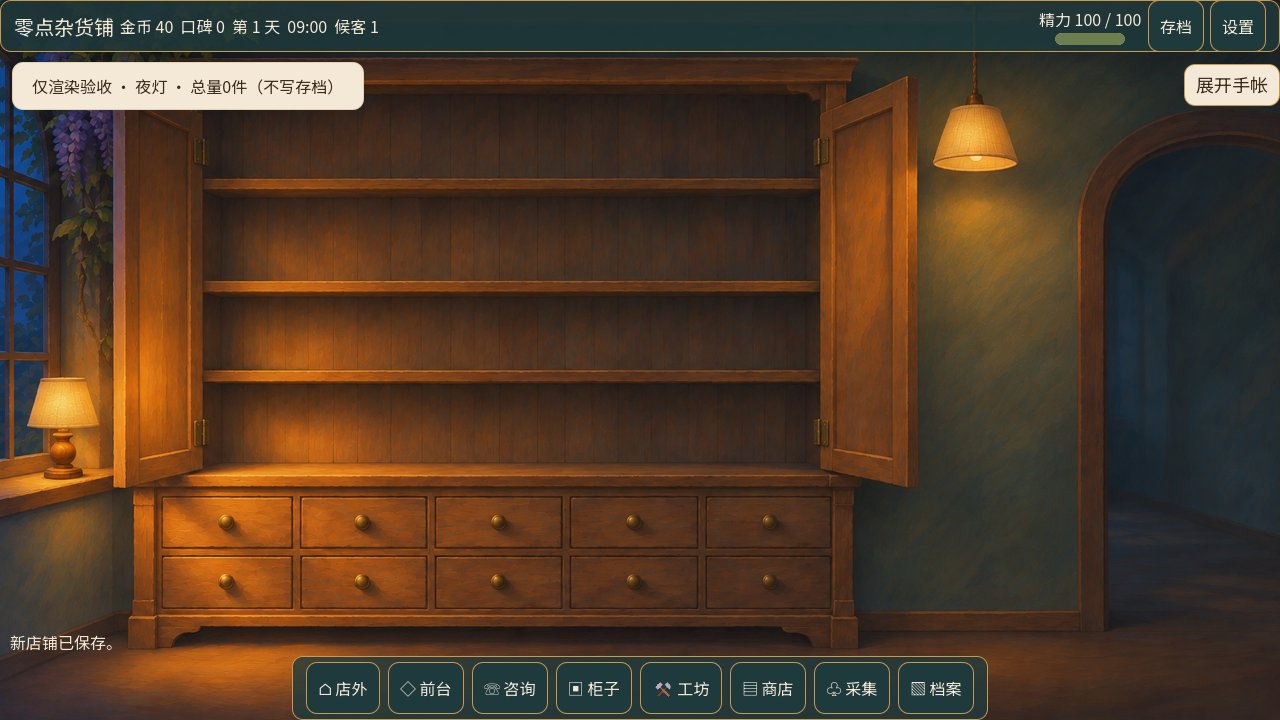 零点杂货铺 金币 40 口碑 0 第 1 天 09:00 候客 1
精力 100 / 100
存档
设置
仅渲染验收 · 夜灯 · 总量0件（不写存档）
展开手帐
新店铺已保存。
店外
前台
咨询
柜子
工坊
商店
采集
档案